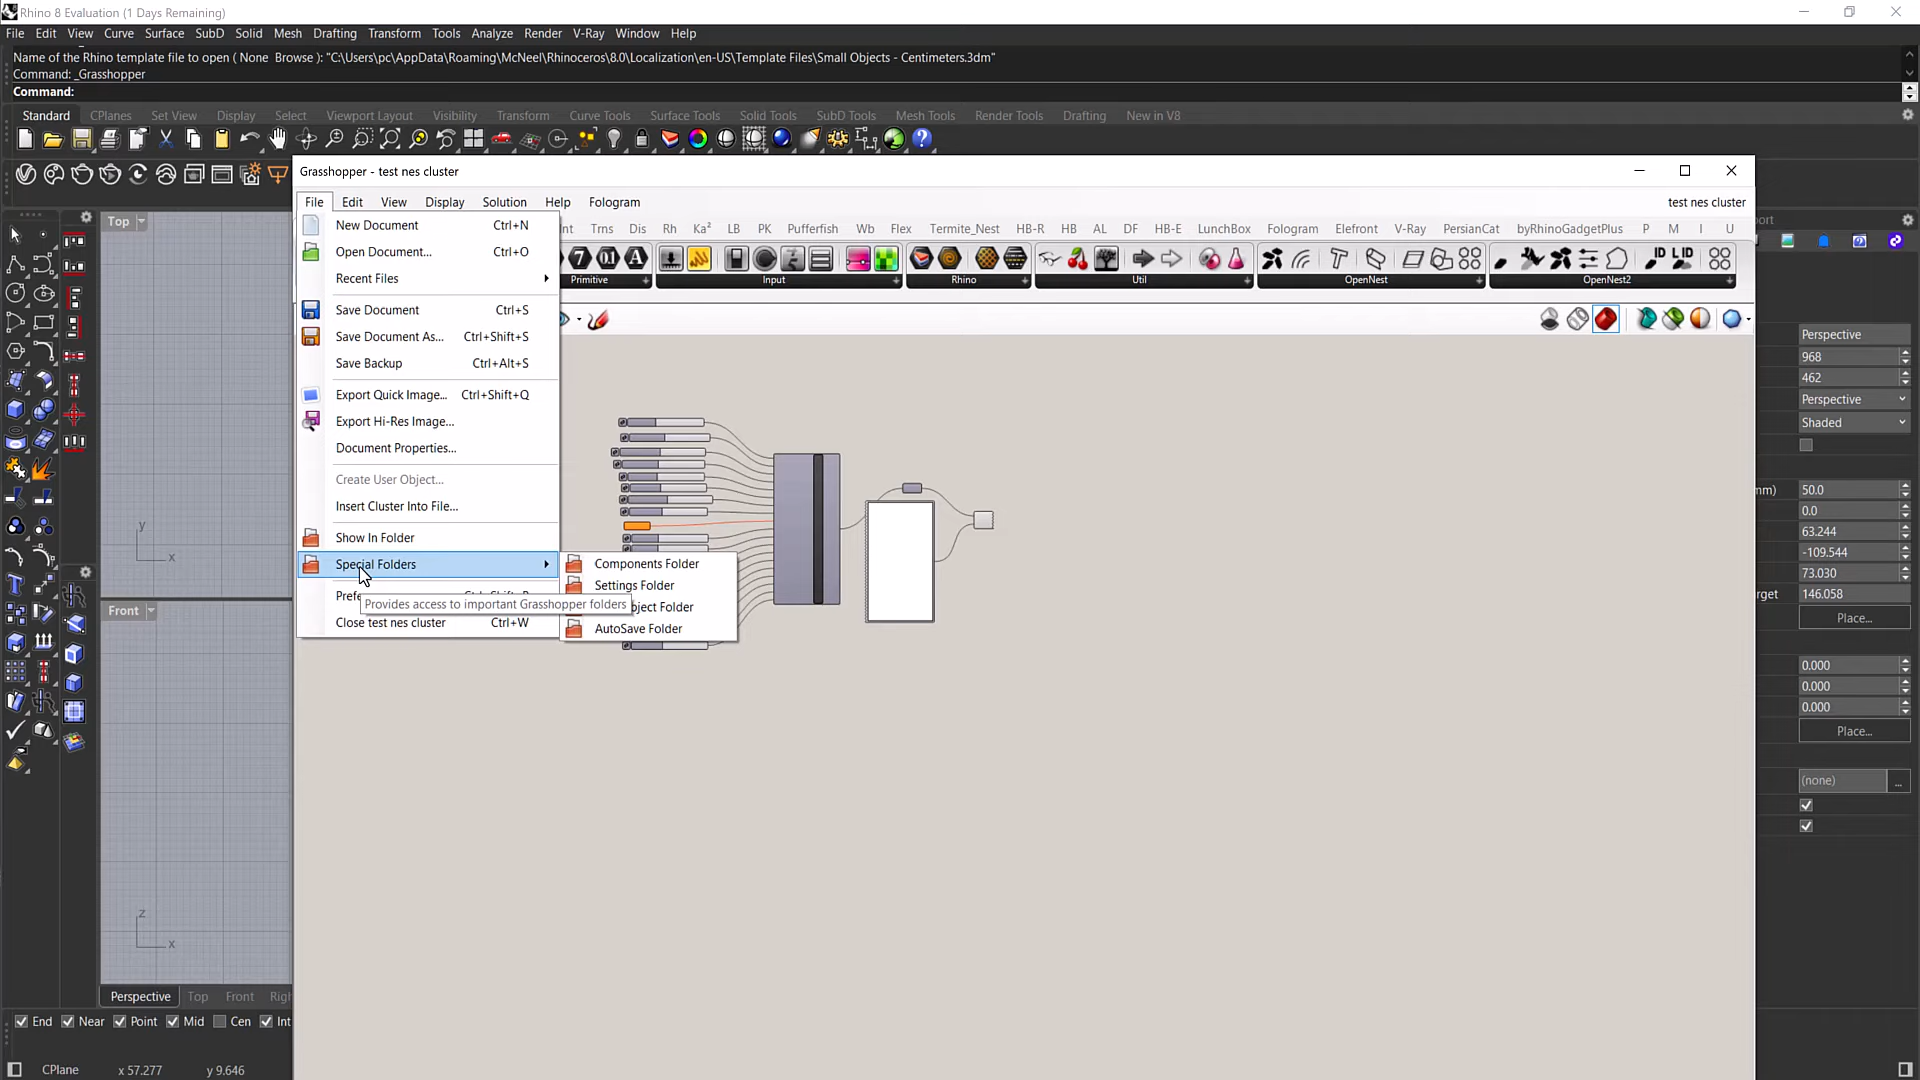 Rhino 8 Evaluation (1 Days Remaining)
File Edit View Curve Surface SubD Solid Mesh Drafting Transform Tools Analyze Render V-Ray Window Help
Name of the Rhino template file to open ( None Browse ): "C:\Users\pc\AppData\Roaming\McNeel\Rhinoceros\8.0\Localization\en-US\Template Files\Small Objects - Centimeters.3dm"
Command: _Grasshopper
Command:
Standard CPlanes Set View Display Select Viewport Layout Visibility Transform Curve Tools Surface Tools Solid Tools SubD Tools Mesh Tools Render Tools Drafting New in V8
Grasshopper - test nes cluster
File Edit View Display Solution Help Fologram test nes cluster
Trns Dis Rh Ka² LB PK Pufferfish Wb Flex Termite_Nest HB-R HB AL DF HB-E LunchBox Fologram Elefront V-Ray PersianCat byRhinoGadgetPlus P M I U
Primitive Input Rhino Util OpenNest OpenNest2
New Document Ctrl+N
Open Document... Ctrl+O
Recent Files
Save Document Ctrl+S
Save Document As... Ctrl+Shift+S
Save Backup Ctrl+Alt+S
Export Quick Image... Ctrl+Shift+Q
Export Hi-Res Image...
Document Properties...
Create User Object...
Insert Cluster Into File...
Show In Folder
Special Folders
Close test nes cluster Ctrl+W
Provides access to important Grasshopper folders
Components Folder
Settings Folder
Folder
AutoSave Folder
Top
y
x
Front
z
x
Perspective
968
462
Perspective
Shaded
50.0
0.0
63.244
-109.544
73.030
146.058
Place...
0.000
0.000
0.000
Place...
(none) ...
Perspective Top Front
End Near Point Mid Cen Int
CPlane x 57.277 y 9.646